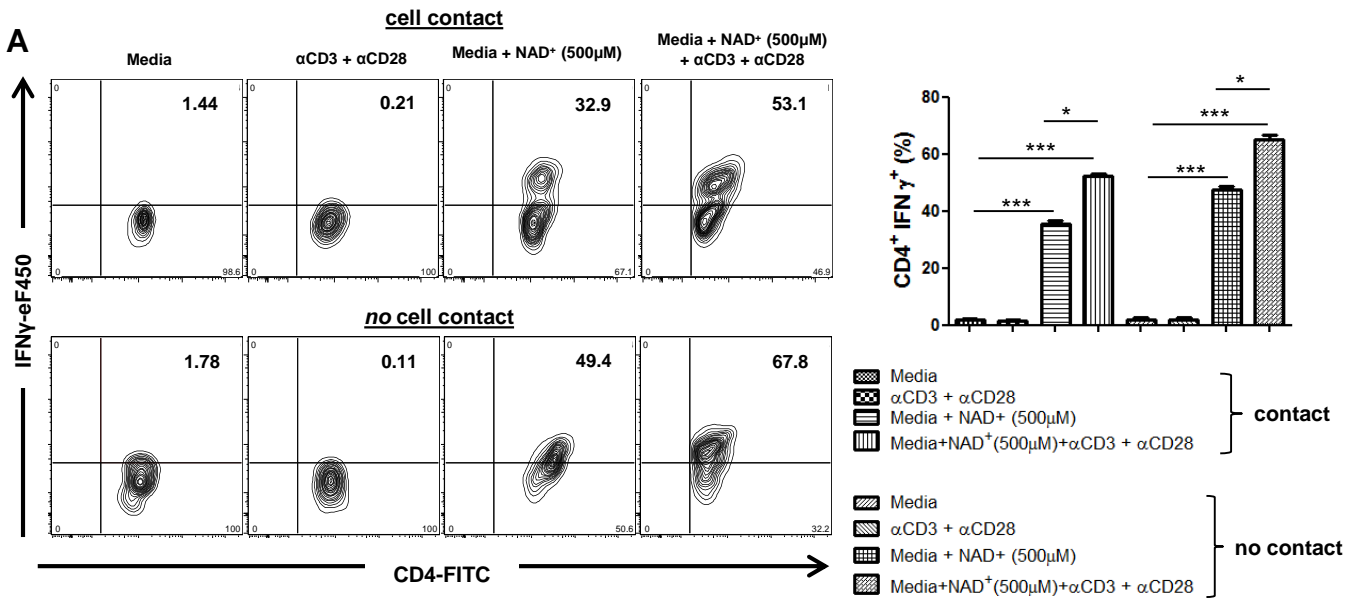 A
cell contact
Media
αCD3 + αCD28
Media + NAD⁺ (500µM)
Media + NAD⁺ (500µM)
+ αCD3 + αCD28
0
1.44
0
98.6
0
0.21
0
100
0
32.9
0
67.1
0
53.1
0
46.9
no cell contact
0
1.78
0
100
0
0.11
0
100
0
49.4
0
50.6
0
67.8
0
32.2
IFNγ-eF450
CD4-FITC
CD4⁺ IFN γ⁺ (%)
80
60
40
20
0
***
***
*
***
***
*
Media
αCD3 + αCD28
Media + NAD+ (500µM)
Media+NAD⁺(500µM)+αCD3 + αCD28
contact
Media
αCD3 + αCD28
Media + NAD+ (500µM)
Media+NAD⁺(500µM)+αCD3 + αCD28
no contact